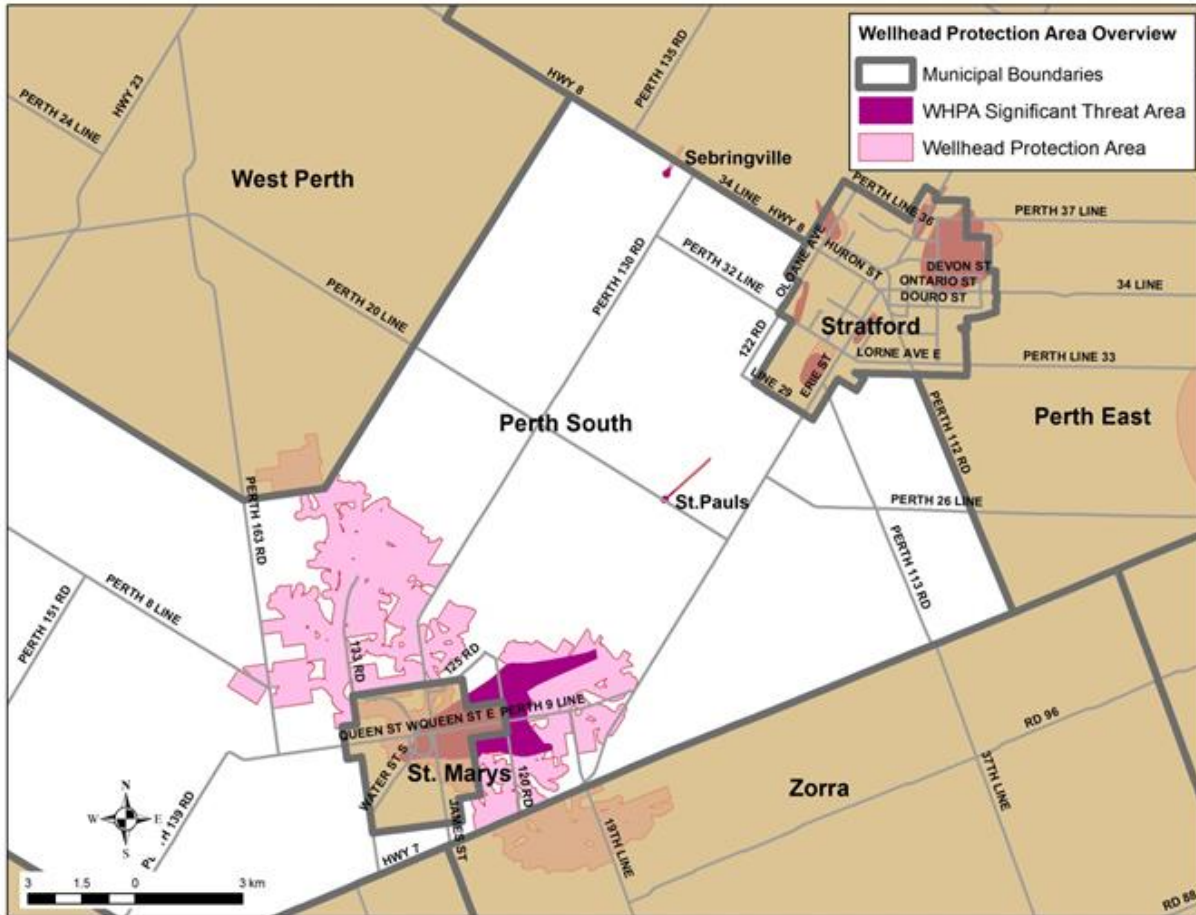 Wellhead Protection Area Overview
Municipal Boundaries
WHPA Significant Threat Area
Wellhead Protection Area
HWY 8
PERTH 135 RD
HWY 23
PERTH 24 LINE
West Perth
Sebringville
34 LINE
HWY 8
PERTH LINE 36
PERTH 37 LINE
HURON ST
DEVON ST
ONTARIO ST
DOURO ST
34 LINE
PERTH 130 RD
PERTH 32 LINE
PERTH 20 LINE
Stratford
122 RD
LORNE AVE E
PERTH LINE 33
LINE 29
ERIE ST
Perth South
Perth East
PERTH 112 RD
St.Pauls
PERTH 26 LINE
PERTH 163 RD
PERTH 113 RD
PERTH 8 LINE
PERTH 151 RD
133 RD
125 RD
PERTH 9 LINE
QUEEN ST W
QUEEN ST E
RD 96
WATER ST S
St. Marys
120 RD
Zorra
37TH LINE
JAMES ST
19TH LINE
139 RD
HWY 7
N
W E
S
3 1.5 0 3 km
RD 88